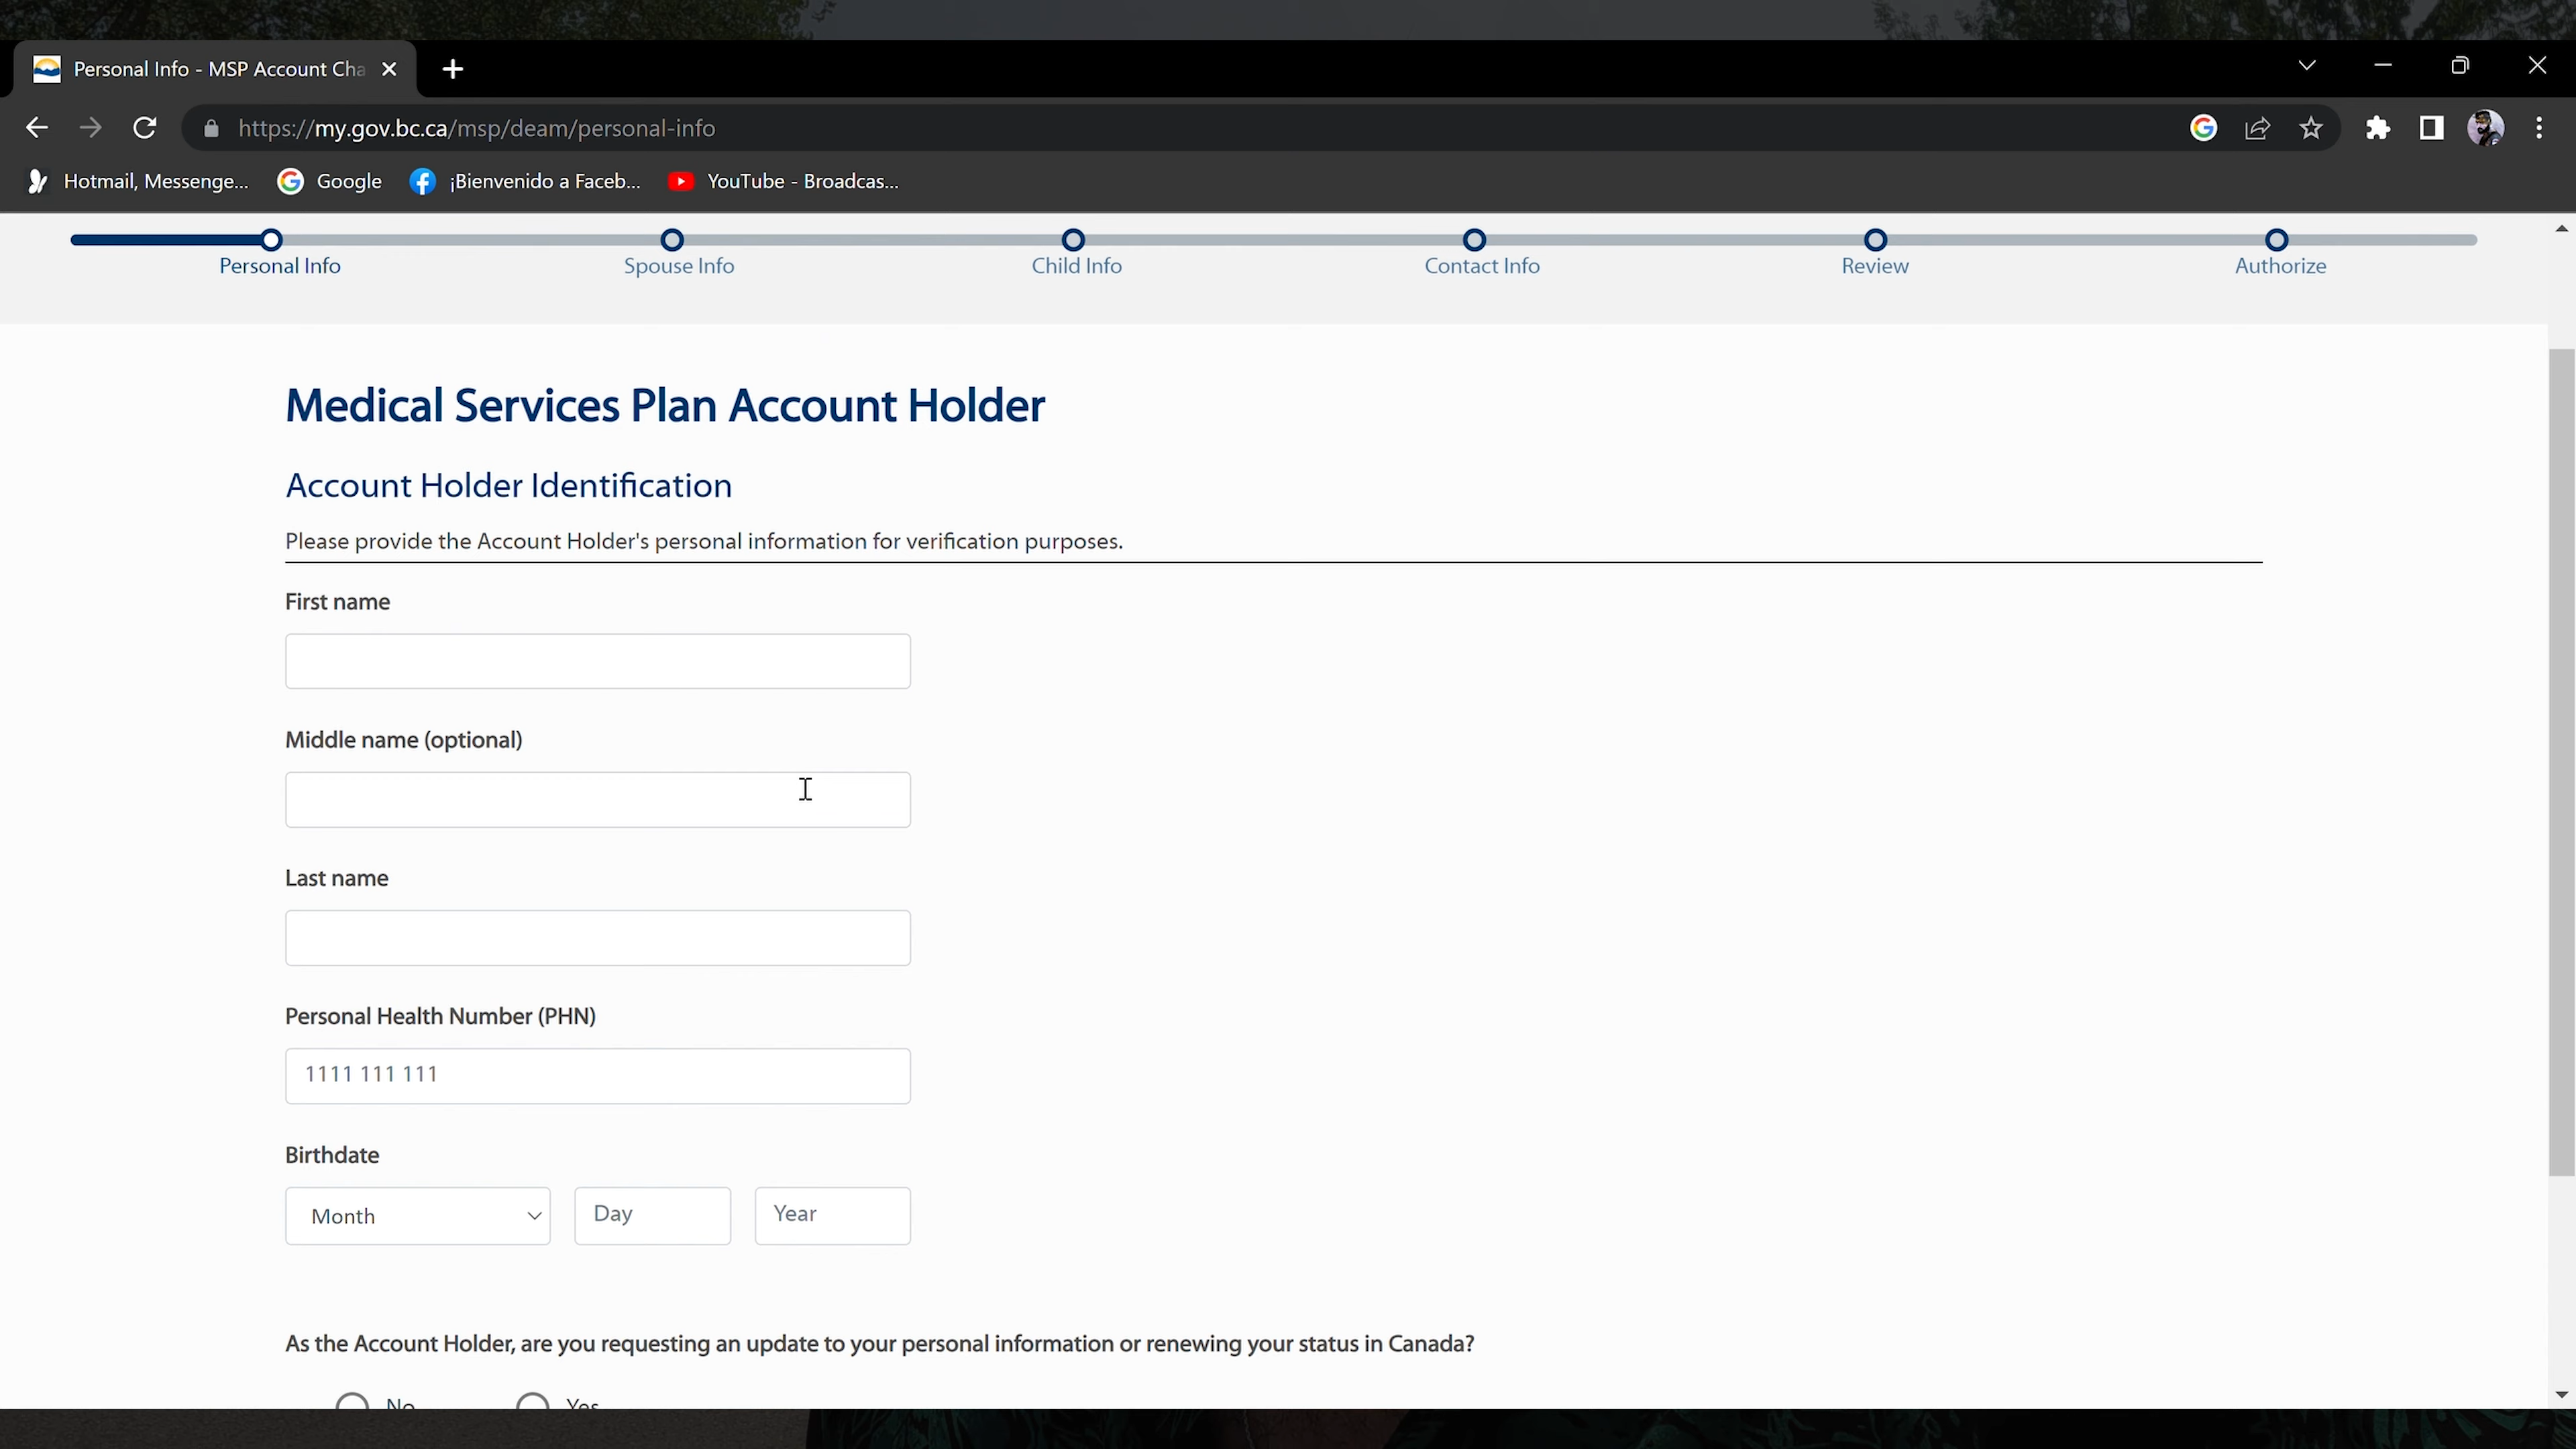 Personal Info - MSP Account Cha
https://my.gov.bc.ca/msp/deam/personal-info
Hotmail, Messenge... Google ¡Bienvenido a Faceb... YouTube - Broadcas...
Personal Info Spouse Info Child Info Contact Info Review Authorize
Medical Services Plan Account Holder
Account Holder Identification
Please provide the Account Holder's personal information for verification purposes.
First name
Middle name (optional)
Last name
Personal Health Number (PHN)
1111 111 111
Birthdate
Month Day Year
As the Account Holder, are you requesting an update to your personal information or renewing your status in Canada?
No Yes